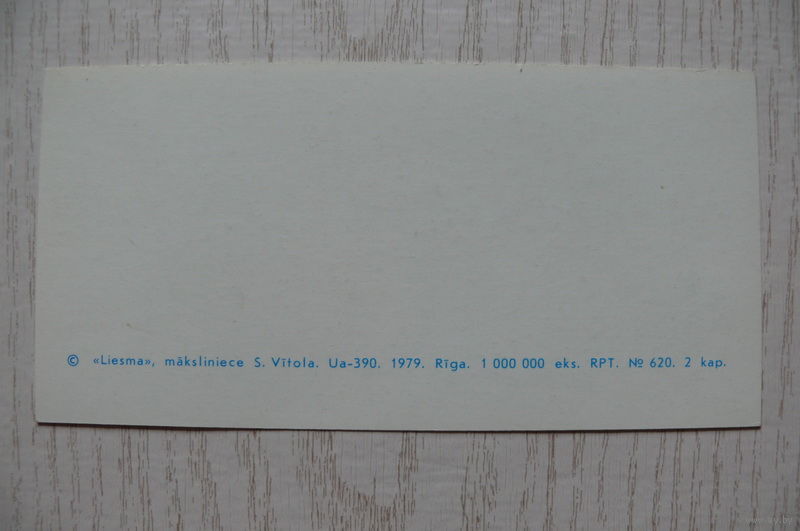 © «Liesma», māksliniece S. Vītola. Ua-390. 1979. Rīga. 1 000 000 eks. RPT. № 620. 2 kap.